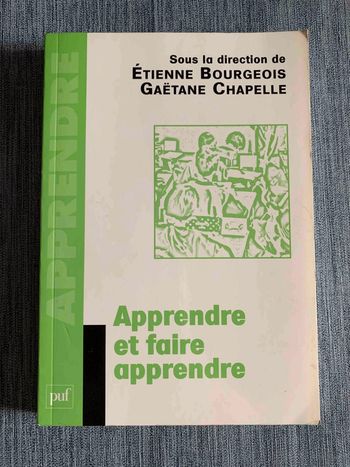 Sous la direction de
ÉTIENNE BOURGEOIS
GAËTANE CHAPELLE
APPRENDRE
Apprendre
et faire
apprendre
puf